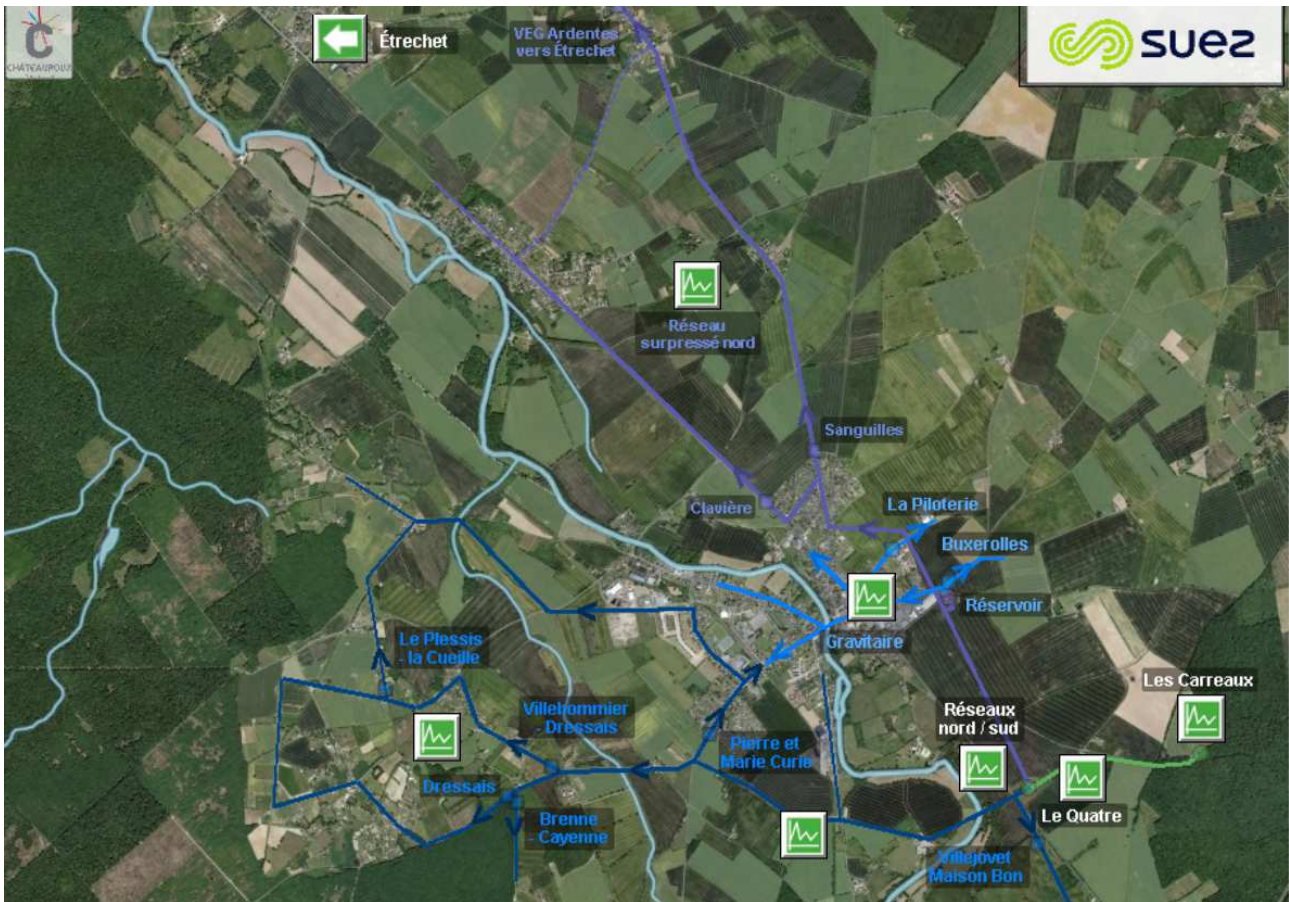 CHÂTEAUROUX
Étrechet
VEG Ardentes
vers Étrechet
suez
Réseau
surpressé nord
Sanguilles
Clavière
La Piloterie
Buxerolles
Réservoir
Gravitaire
Le Plessis
- la Cueille
Les Carreaux
Villebommier
- Dressais
Réseaux
nord / sud
Pierre et
Marie Curie
Dressais
Brenne
- Cayenne
Le Quatre
Villejovet
Maison Bon